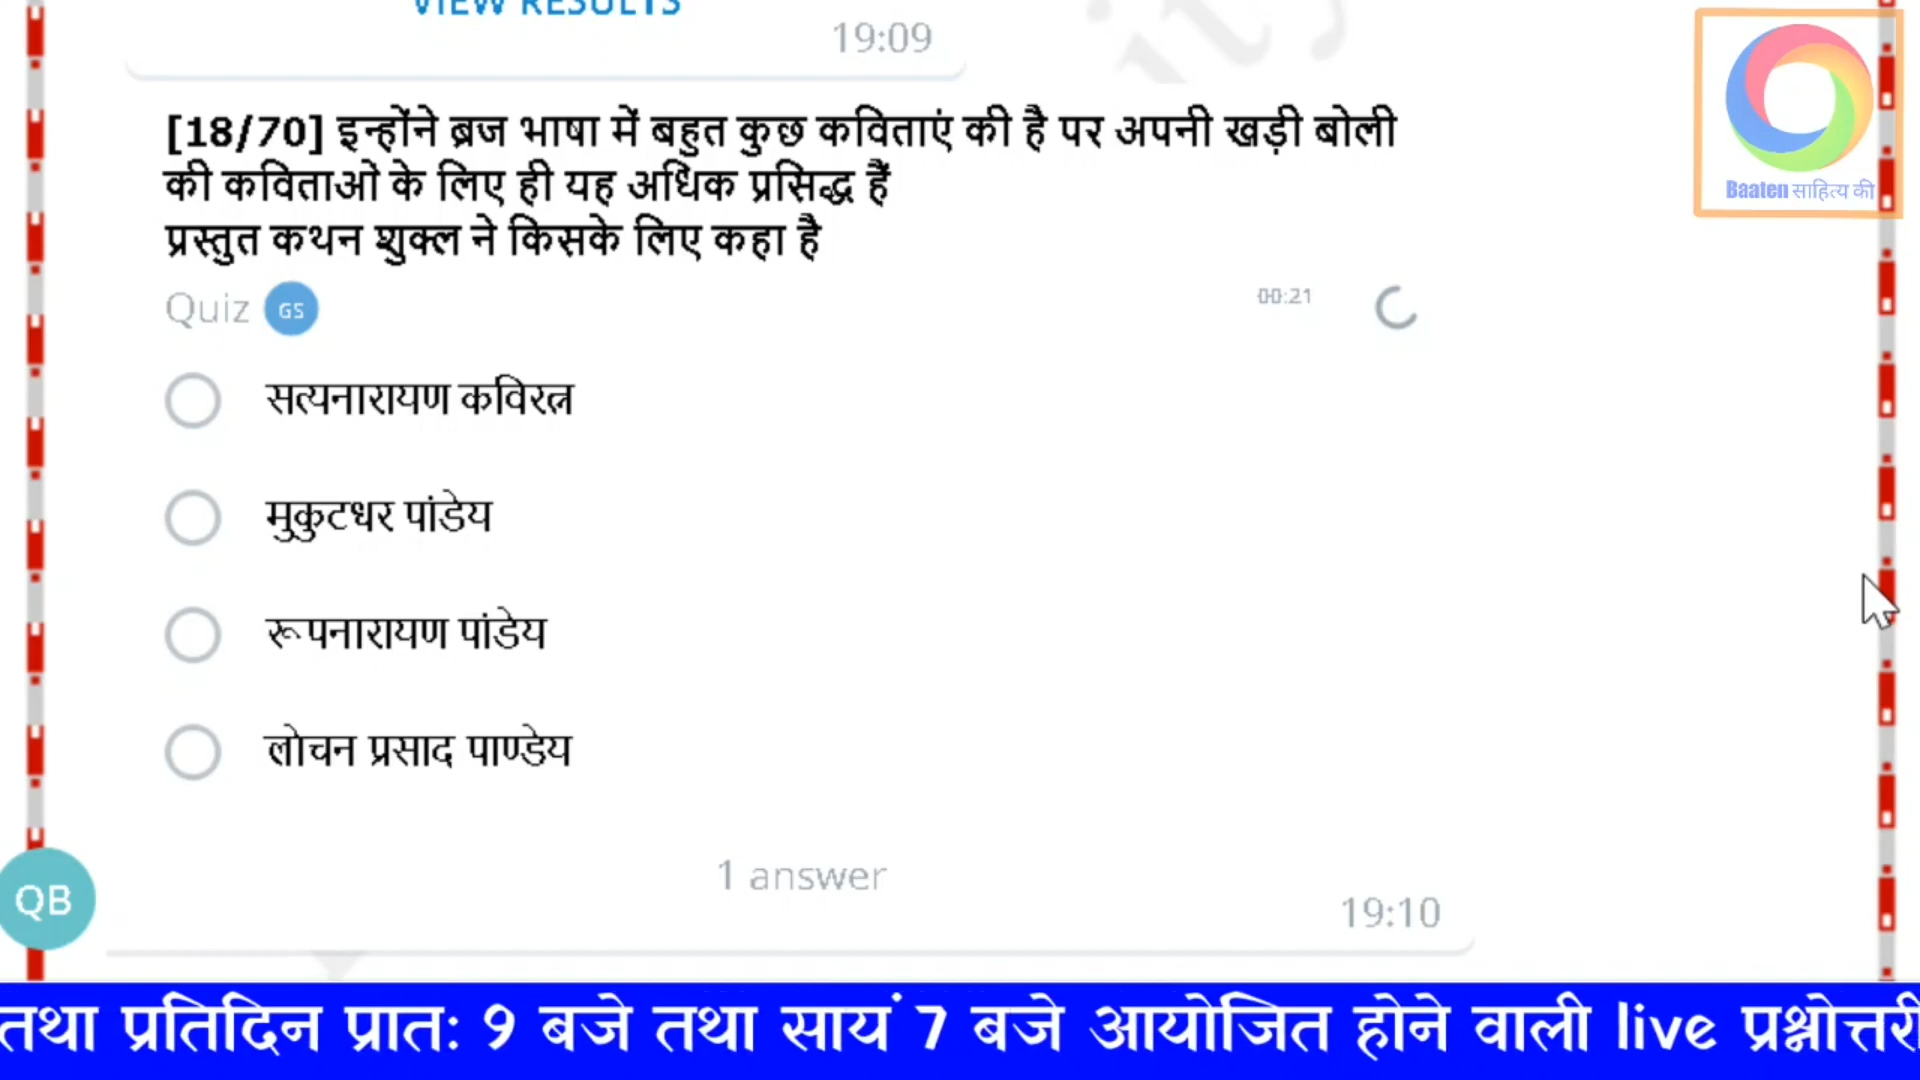 VIEW RESULTS
19:09
[18/70] इन्होंने ब्रज भाषा में बहुत कुछ कविताएं की है पर अपनी खड़ी बोली
की कविताओ के लिए ही यह अधिक प्रसिद्ध हैं
प्रस्तुत कथन शुक्ल ने किसके लिए कहा है
Quiz GS
00:21
सत्यनारायण कविरत्न
मुकुटधर पांडेय
रूपनारायण पांडेय
लोचन प्रसाद पाण्डेय
1 answer
19:10
QB
Baaten साहित्य की
तथा प्रतिदिन प्रातः 9 बजे तथा सायं 7 बजे आयोजित होने वाली live प्रश्नोत्तरी